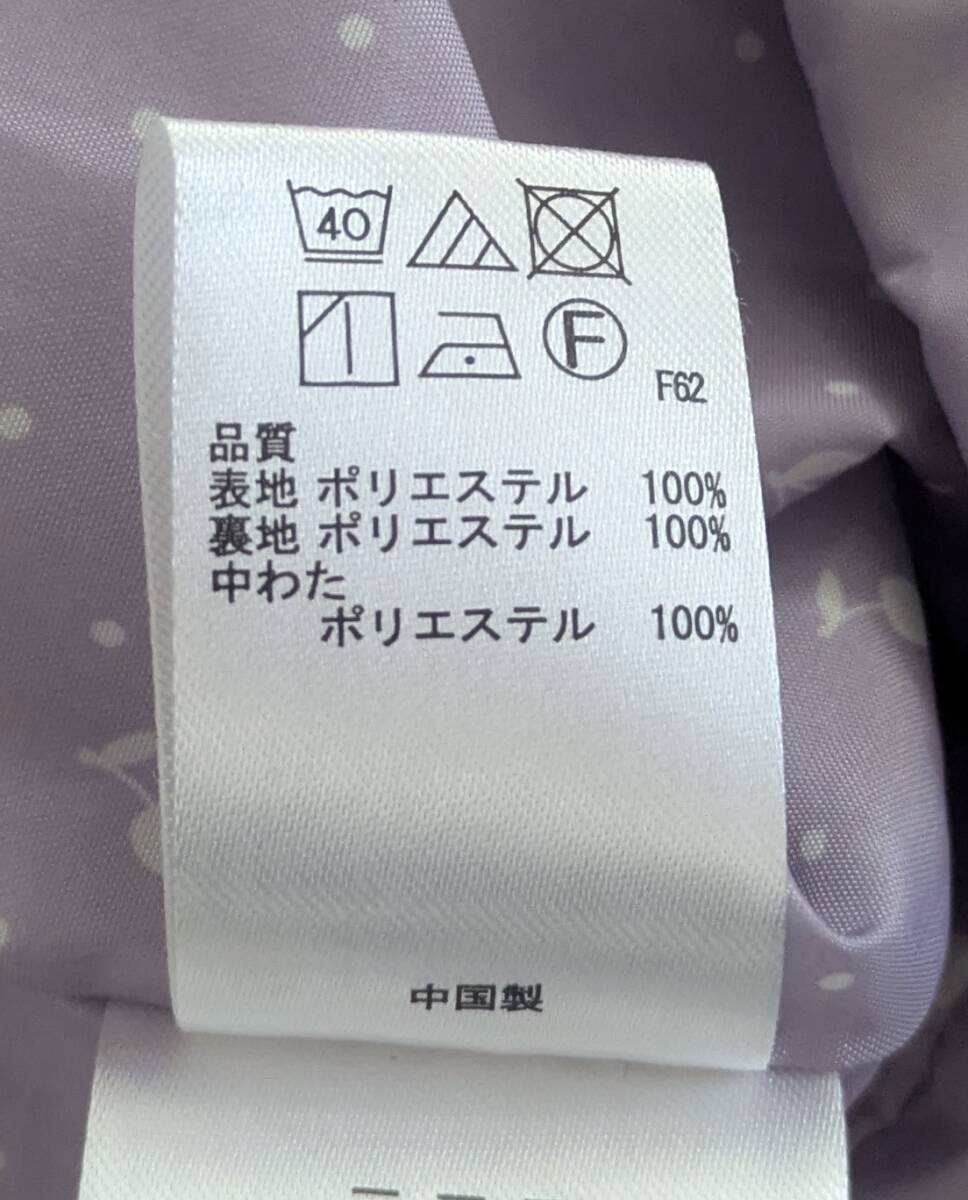 40
F
F62
品質
表地 ポリエステル 100%
裏地 ポリエステル 100%
中わた
ポリエステル 100%
中国製